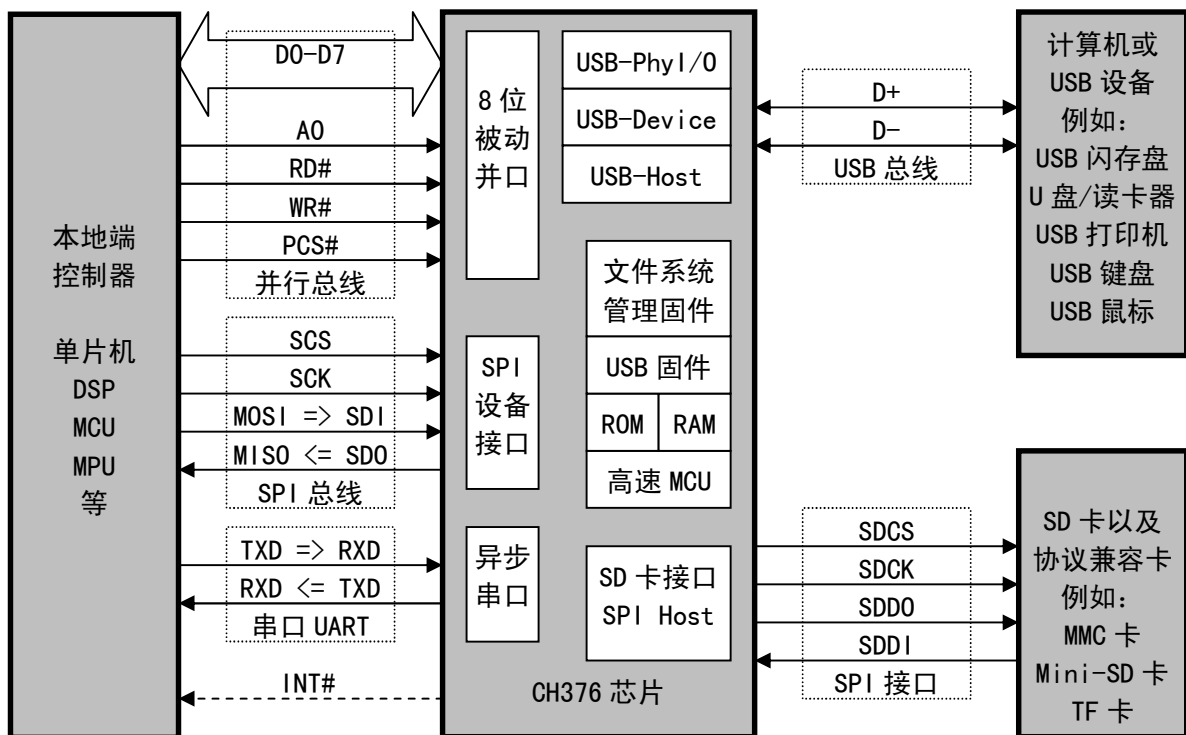 本地端
控制器
单片机
DSP
MCU
MPU
等
D0-D7
A0
RD#
WR#
PCS#
并行总线
SCS
SCK
MOSI => SDI
MISO <= SDO
SPI 总线
TXD => RXD
RXD <= TXD
串口 UART
INT#
8 位
被动
并口
SPI
设备
接口
异步
串口
USB-PhyI/O
USB-Device
USB-Host
文件系统
管理固件
USB 固件
ROM
RAM
高速 MCU
SD 卡接口
SPI Host
CH376 芯片
D+
D-
USB 总线
SDCS
SDCK
SDDO
SDDI
SPI 接口
计算机或
USB 设备
例如:
USB 闪存盘
U 盘/读卡器
USB 打印机
USB 键盘
USB 鼠标
SD 卡以及
协议兼容卡
例如:
MMC 卡
Mini-SD 卡
TF 卡